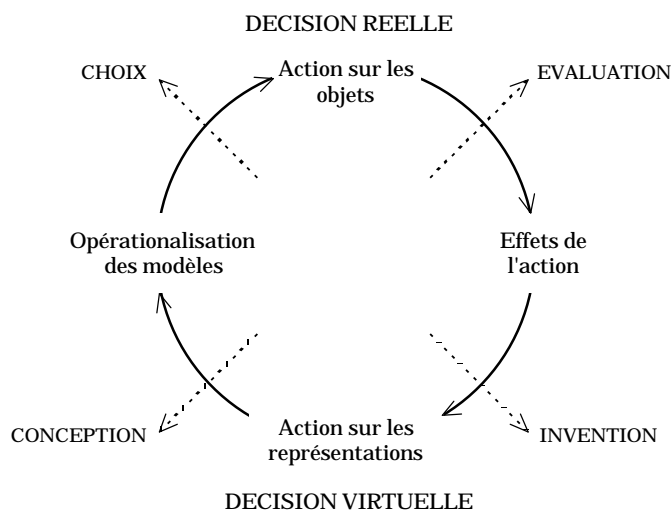 DECISION REELLE
CHOIX
Action sur les
objets
EVALUATION
Opérationalisation
des modèles
Effets de
l'action
CONCEPTION
Action sur les
représentations
INVENTION
DECISION VIRTUELLE